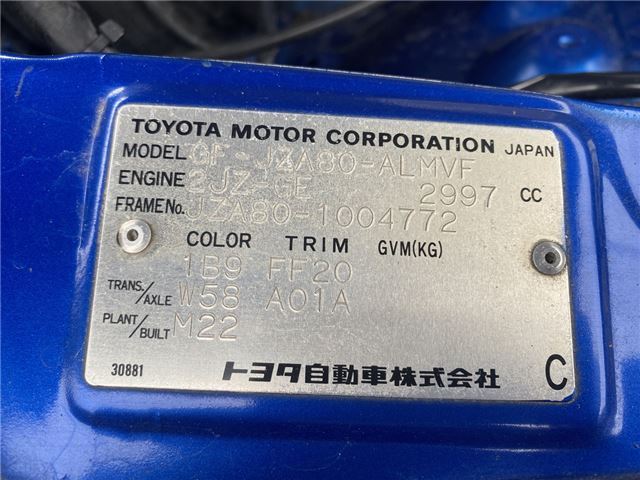 TOYOTA MOTOR CORPORATION JAPAN
MODEL GF-JZA80-ALMVF
ENGINE 2JZ-GE 2997 CC
FRAME No. JZA80-1004772
COLOR TRIM GVM(KG)
1B9 FF20
TRANS./AXLE W58 A01A
PLANT/BUILT M22
30881 トヨタ自動車株式会社 C